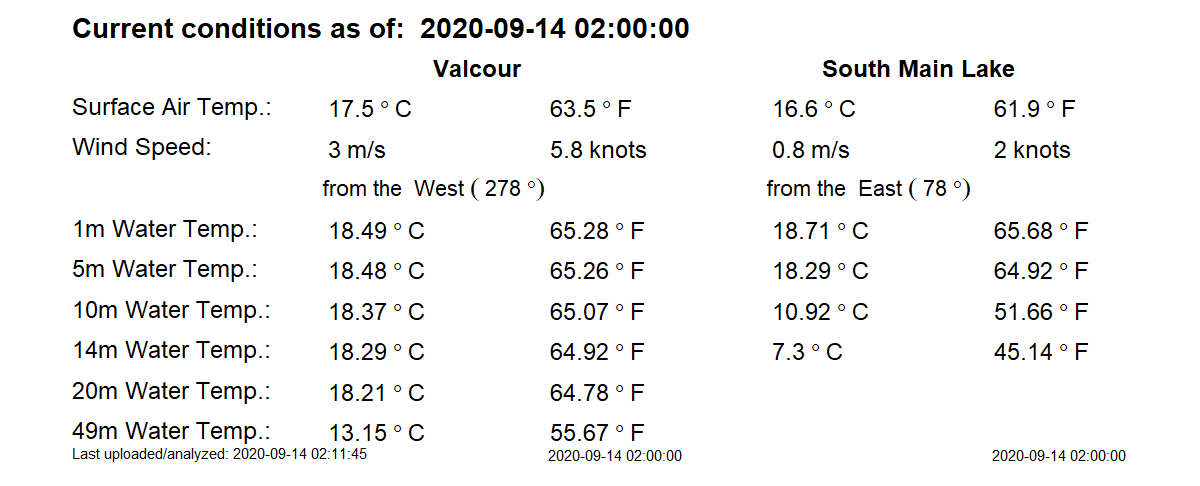 Current conditions as of: 2020-09-14 02:00:00
Valcour South Main Lake
Surface Air Temp.: 17.5 ° C 63.5 ° F 16.6 ° C 61.9 ° F
Wind Speed: 3 m/s 5.8 knots 0.8 m/s 2 knots
from the West ( 278 °) from the East ( 78 °)
1m Water Temp.: 18.49 ° C 65.28 ° F 18.71 ° C 65.68 ° F
5m Water Temp.: 18.48 ° C 65.26 ° F 18.29 ° C 64.92 ° F
10m Water Temp.: 18.37 ° C 65.07 ° F 10.92 ° C 51.66 ° F
14m Water Temp.: 18.29 ° C 64.92 ° F 7.3 ° C 45.14 ° F
20m Water Temp.: 18.21 ° C 64.78 ° F
49m Water Temp.: 13.15 ° C 55.67 ° F
Last uploaded/analyzed: 2020-09-14 02:11:45 2020-09-14 02:00:00 2020-09-14 02:00:00